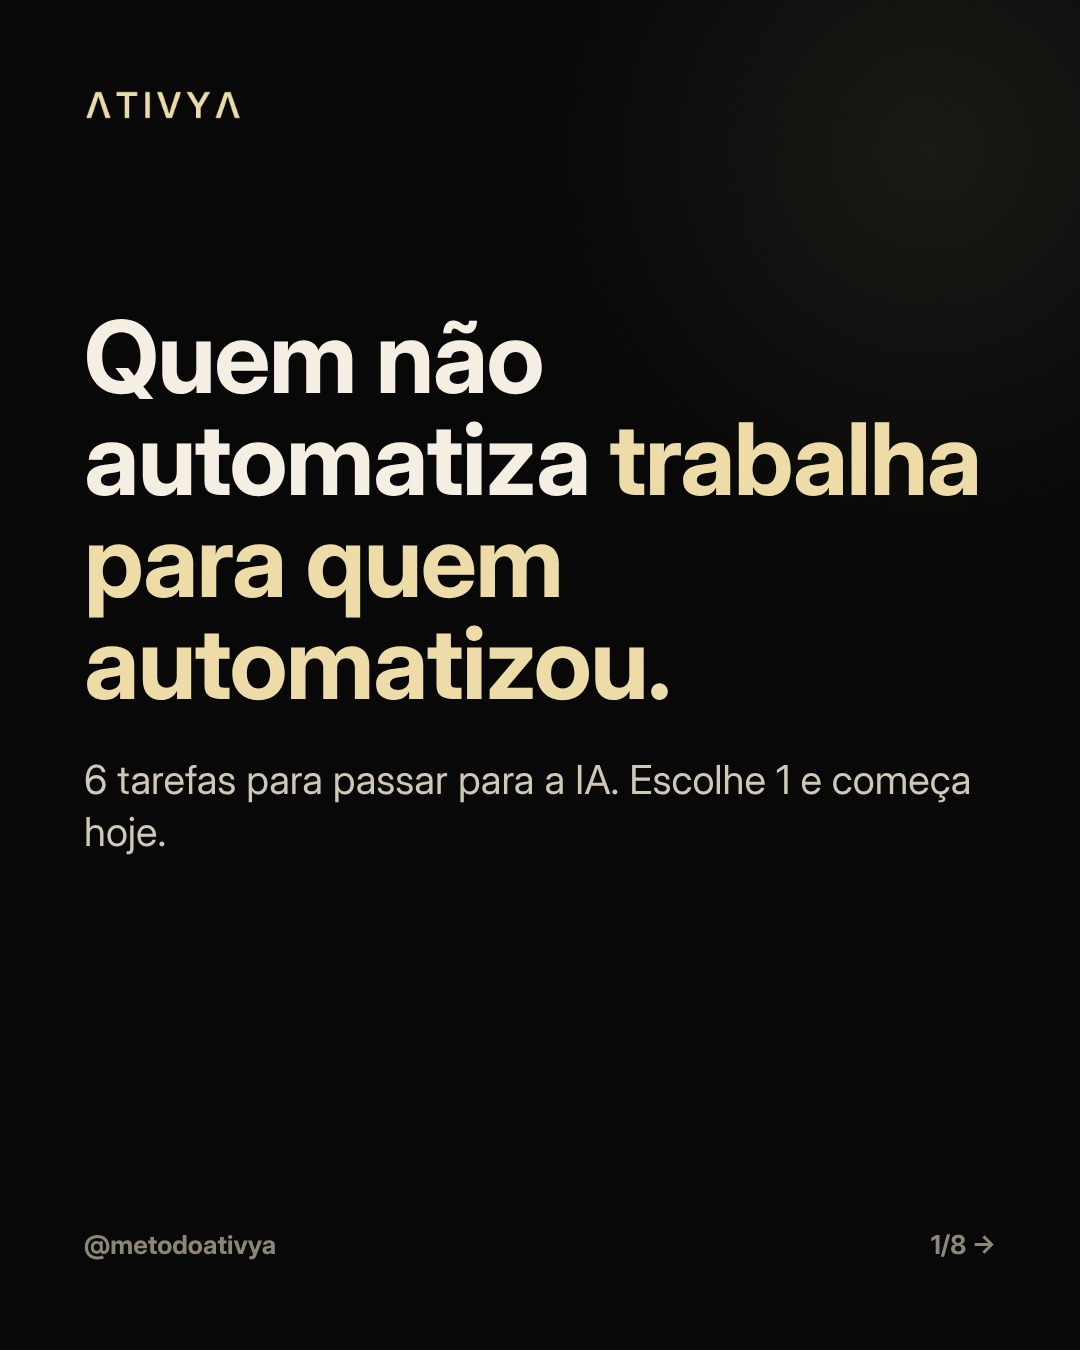 ATIVYA
Quem não
automatiza trabalha
para quem
automatizou.
6 tarefas para passar para a IA. Escolhe 1 e começa
hoje.
@metodoativya
1/8 →